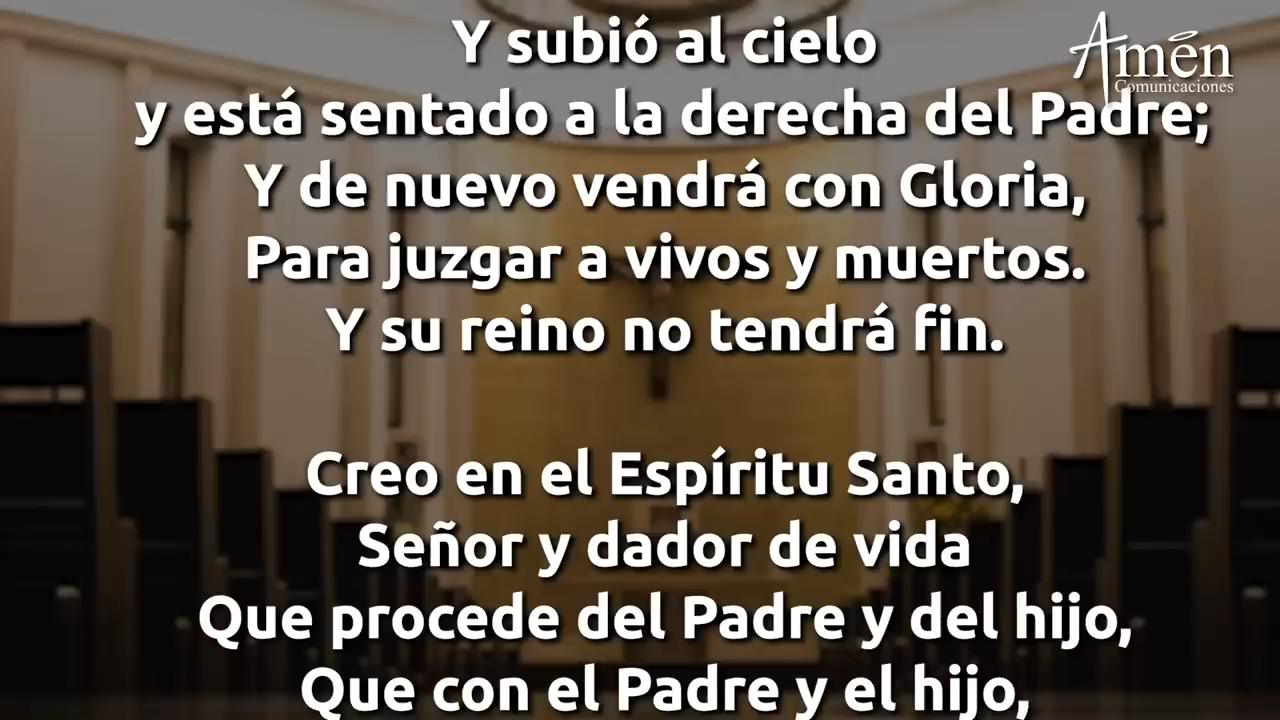 Y subió al cielo
Amén
Comunicaciones
y está sentado a la derecha del Padre;
Y de nuevo vendrá con Gloria,
Para juzgar a vivos y muertos.
Y su reino no tendrá fin.
Creo en el Espíritu Santo,
Señor y dador de vida
Que procede del Padre y del hijo,
Que con el Padre y el hijo,